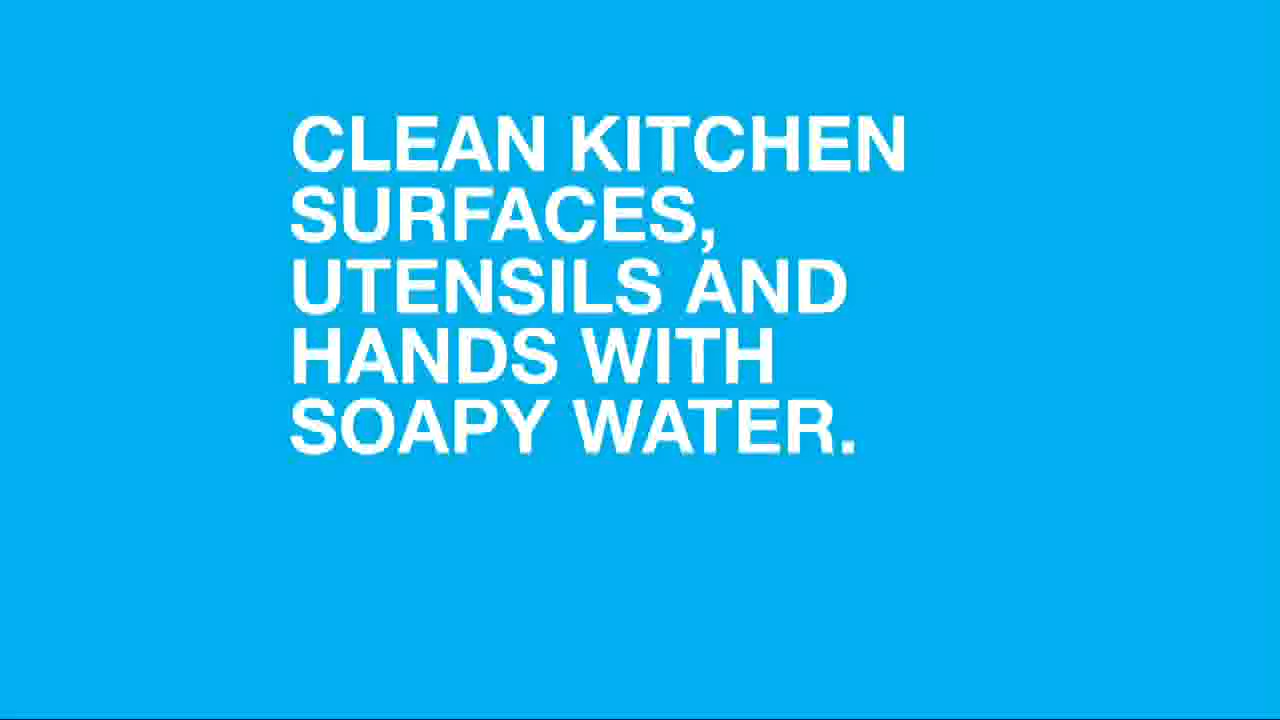 CLEAN KITCHEN
SURFACES,
UTENSILS AND
HANDS WITH
SOAPY WATER.